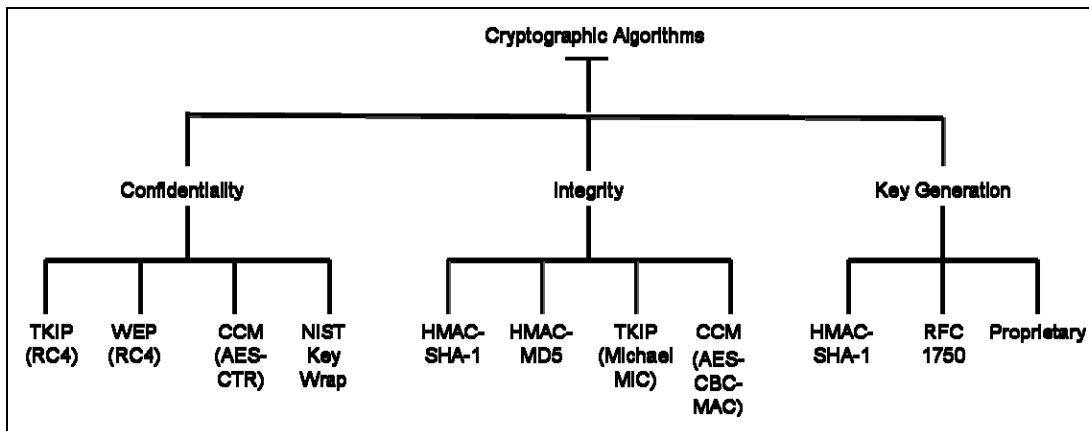 Cryptographic Algorithms
Confidentiality
Integrity
Key Generation
TKIP
(RC4)
WEP
(RC4)
CCM
(AES-
CTR)
NIST
Key
Wrap
HMAC-
SHA-1
HMAC-
MD5
TKIP
(Michael
MIC)
CCM
(AES-
CBC-
MAC)
HMAC-
SHA-1
RFC
1750
Proprietary